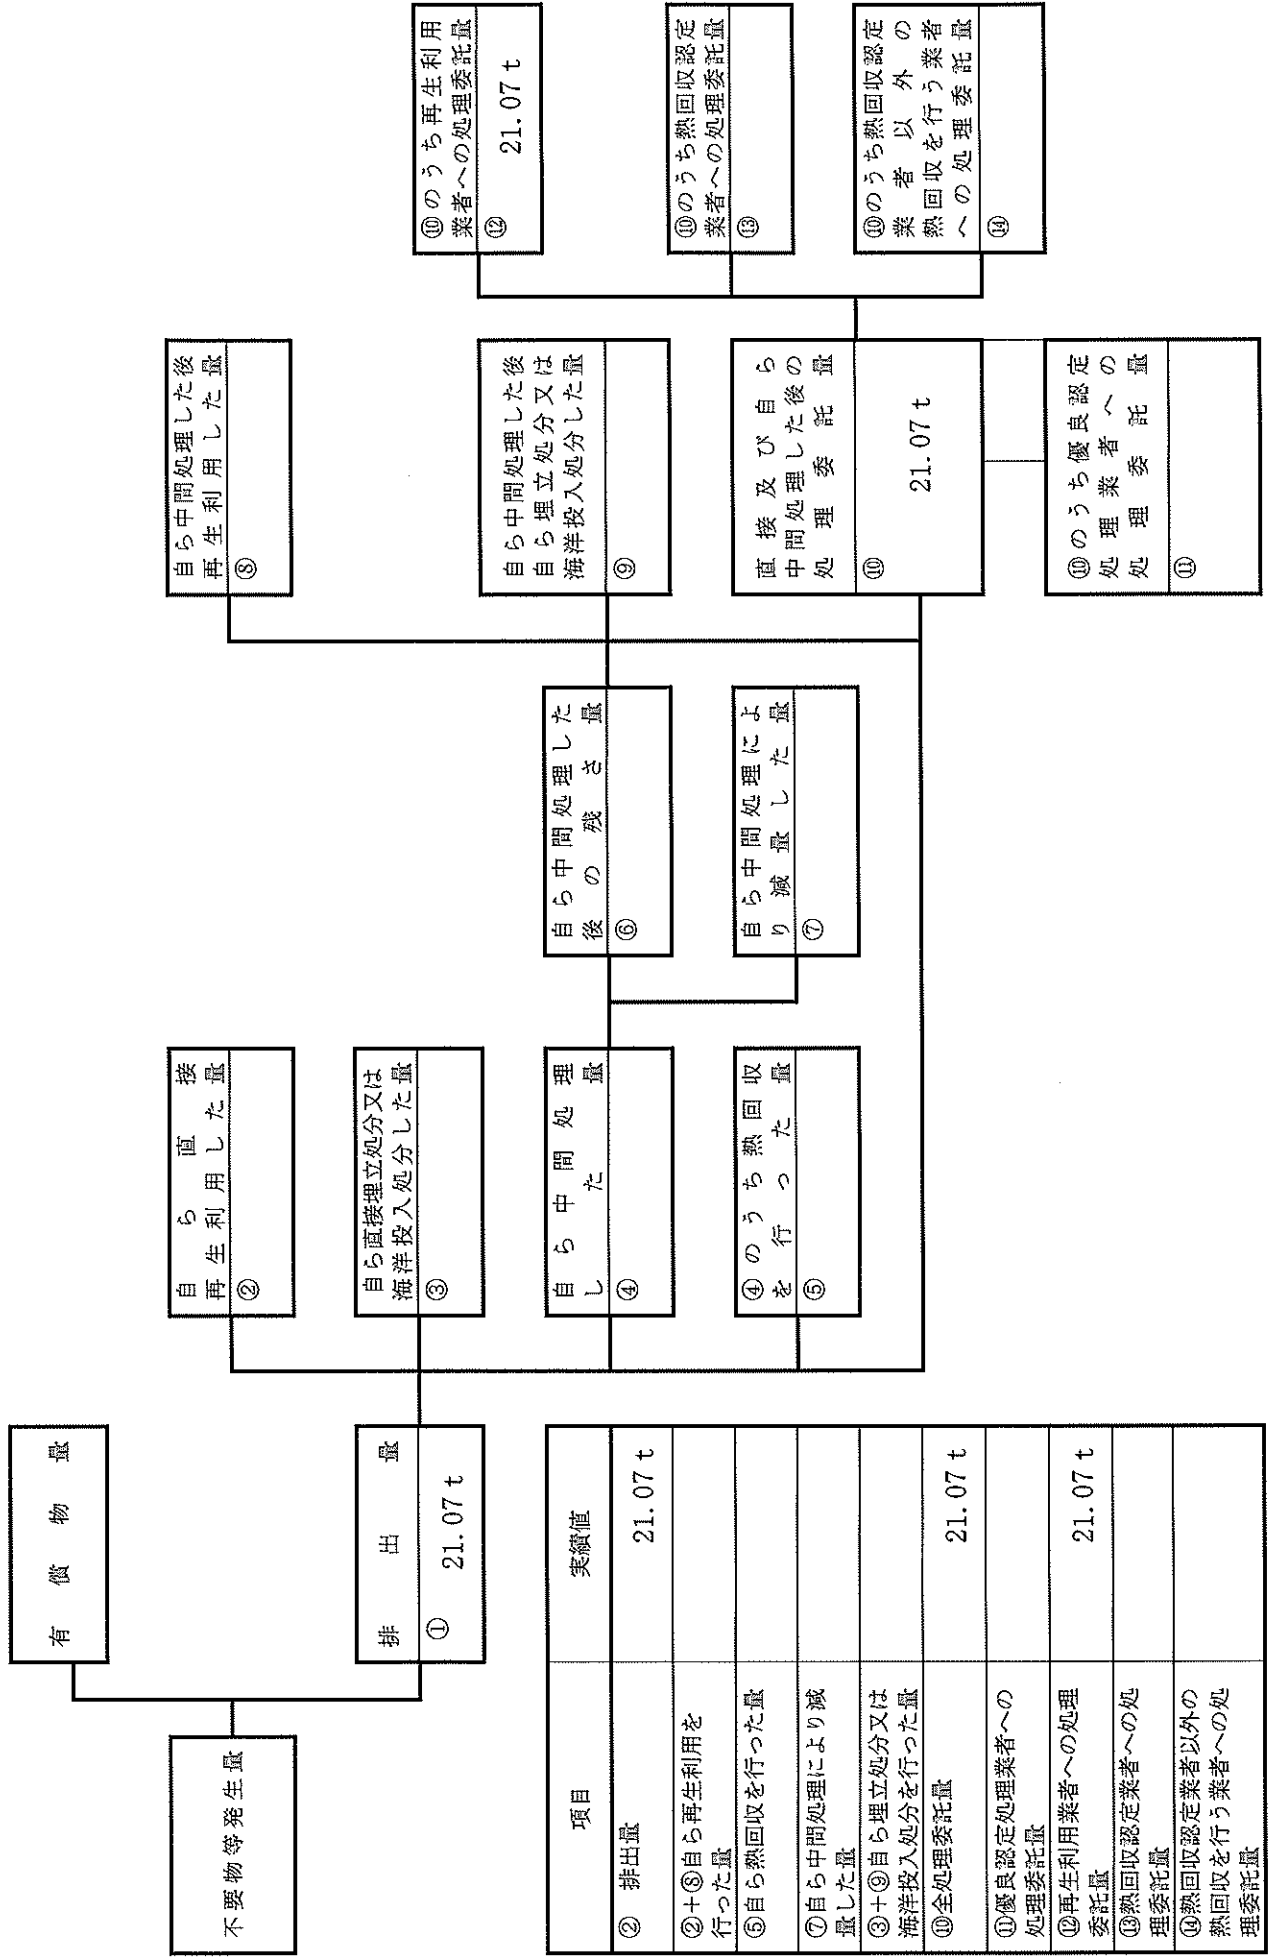 不要物等発生量
有償物量
排出量
① 21.07 t
自ら直接
再生利用した量
②
自ら直接埋立処分又は
海洋投入処分した量
③
自ら中間処理
した量
④
④のうち熱回収
を行った量
⑤
自ら中間処理した
後の残さ量
⑥
自ら中間処理によ
り減量した量
⑦
自ら中間処理した後
再生利用した量
⑧
自ら中間処理した後
自ら埋立処分又は
海洋投入処分した量
⑨
直接及び自ら
中間処理した後の
処理委託量
⑩
21.07 t
⑩のうち優良認定
処理業者への
処理委託量
⑪
⑩のうち再生利用
業者への処理委託量
⑫
21.07 t
⑩のうち熱回収認定
業者への処理委託量
⑬
⑩のうち熱回収認定
業者以外の
熱回収を行う業者
への処理委託量
⑭
項目 実績値
② 排出量 21.07 t
②+⑧自ら再生利用を
行った量
⑤自ら熱回収を行った量
⑦自ら中間処理により減
量した量
③+⑨自ら埋立処分又は
海洋投入処分を行った量
⑩全処理委託量 21.07 t
⑪優良認定処理業者への
処理委託量
⑫再生利用業者への処理
委託量 21.07 t
⑬熱回収認定業者への処
理委託量
⑭熱回収認定業者以外の
熱回収を行う業者への処
理委託量